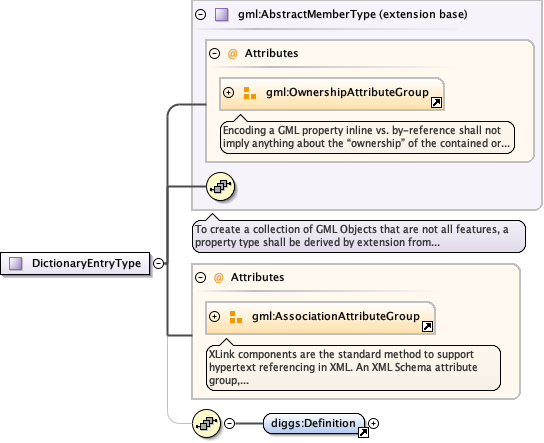 gml:AbstractMemberType (extension base)
@ Attributes
gml:OwnershipAttributeGroup
Encoding a GML property inline vs. by-reference shall not
imply anything about the “ownership” of the contained or...
To create a collection of GML Objects that are not all features, a
property type shall be derived by extension from...
DictionaryEntryType
@ Attributes
gml:AssociationAttributeGroup
XLink components are the standard method to support
hypertext referencing in XML. An XML Schema attribute
group,...
diggs:Definition